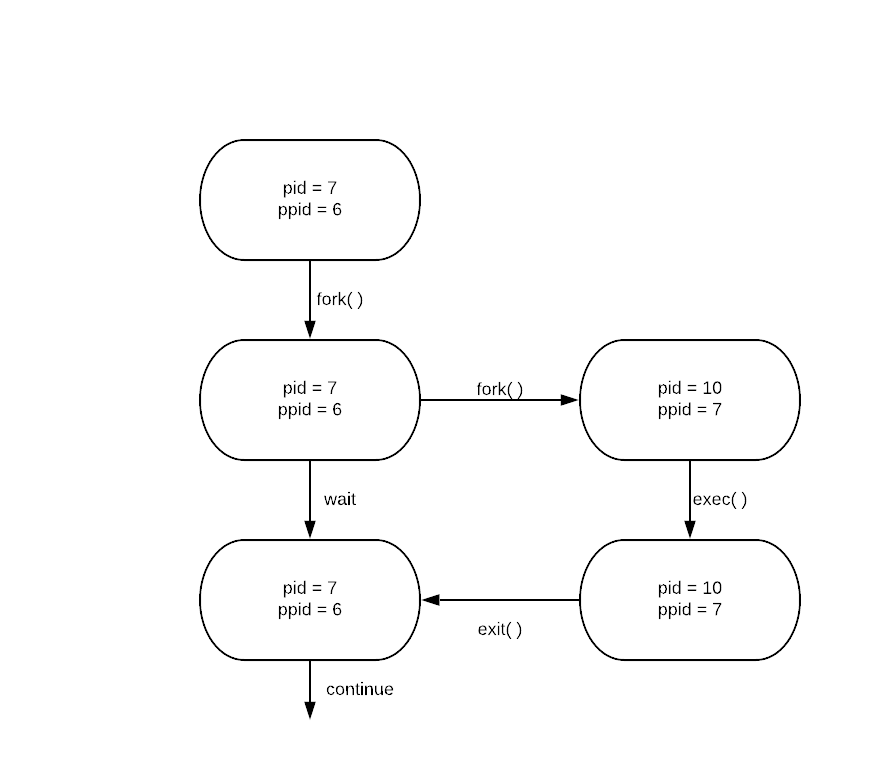 pid = 7
ppid = 6
fork( )
pid = 7
ppid = 6
fork( )
pid = 10
ppid = 7
wait
exec( )
pid = 7
ppid = 6
exit( )
pid = 10
ppid = 7
continue